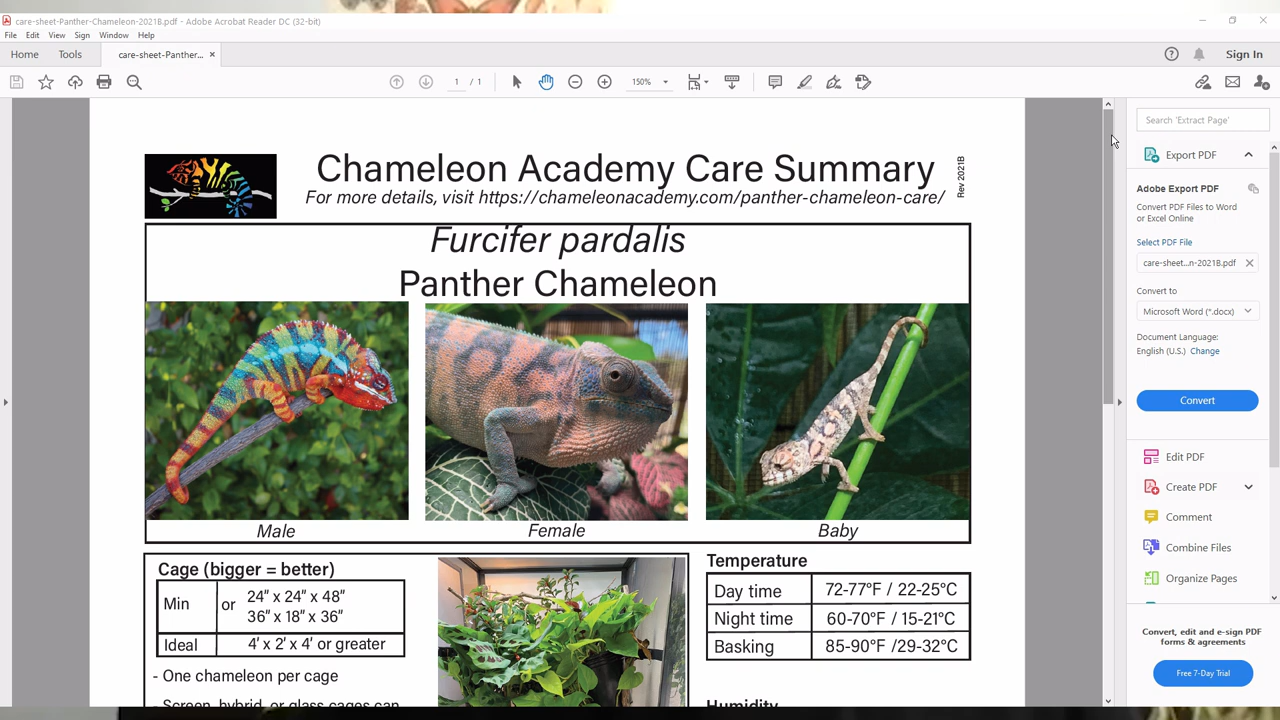 care-sheet-Panther-Chameleon-2021B.pdf - Adobe Acrobat Reader DC (32-bit)
File Edit View Sign Window Help
Home Tools care-sheet-Panther... × Sign In
1 / 1 150%
Search 'Extract Page'
Export PDF
Adobe Export PDF
Convert PDF Files to Word
or Excel Online
Select PDF File
care-sheet...n-2021B.pdf
Convert to
Microsoft Word (*.docx)
Document Language:
English (U.S.) Change
Convert
Edit PDF
Create PDF
Comment
Combine Files
Organize Pages
Convert, edit and e-sign PDF
forms & agreements
Free 7-Day Trial
Chameleon Academy Care Summary
For more details, visit https://chameleonacademy.com/panther-chameleon-care/
Rev 2021B
Furcifer pardalis
Panther Chameleon
Male Female Baby
Cage (bigger = better)
Min or 24" x 24" x 48"
36" x 18" x 36"
Ideal 4' x 2' x 4' or greater
- One chameleon per cage
- Screen, hybrid, or glass cages can
Temperature
Day time 72-77°F / 22-25°C
Night time 60-70°F / 15-21°C
Basking 85-90°F /29-32°C
Humidity